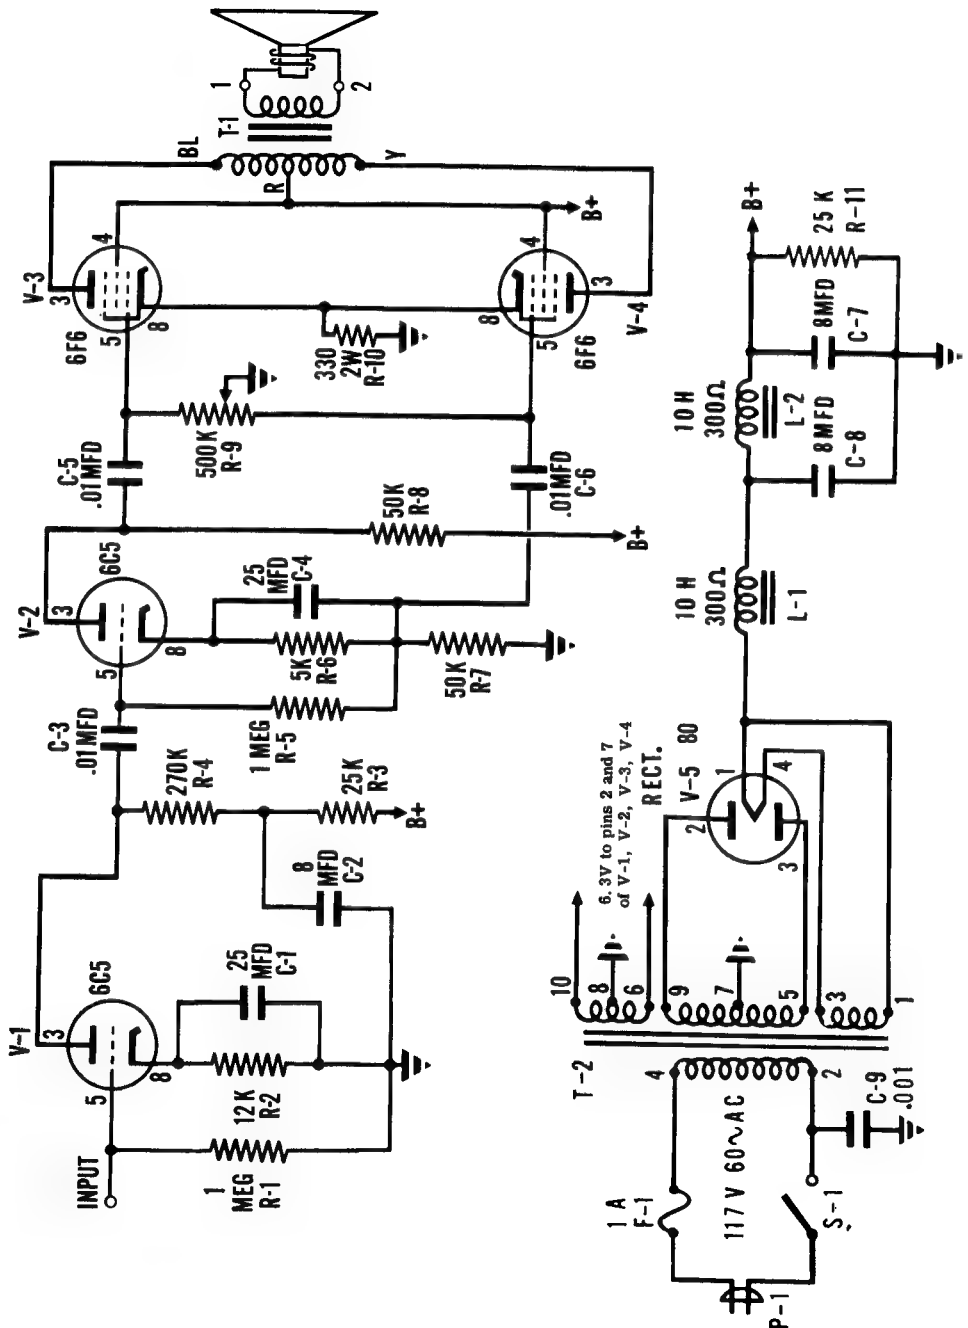 INPUT
1
MEG
R-1
12K
R-2
25
MFD
C-1
V-1
6C5
3
5
8
8
MFD
C-2
25K
R-3
B+
270K
R-4
C-3
.01MFD
1 MEG
R-5
V-2
6C5
3
5
8
5K
R-6
25
MFD
C-4
50K
R-7
50K
R-8
B+
C-5
.01MFD
.01MFD
C-6
500K
R-9
330
2W
R-10
V-3
6F6
3
4
5
8
V-4
6F6
3
4
5
8
B+
BL
R
Y
T-1
1
2
P-1
1 A
F-1
117V 60~AC
S-1
C-9
.001
T-2
4
2
10
8
6
9
7
5
3
1
6.3V to pins 2 and 7
of V-1, V-2, V-3, V-4
RECT.
V-5
80
2
1
3
4
10 H
300Ω
L-1
10 H
300Ω
L-2
8MFD
C-8
8MFD
C-7
25 K
R-11
B+